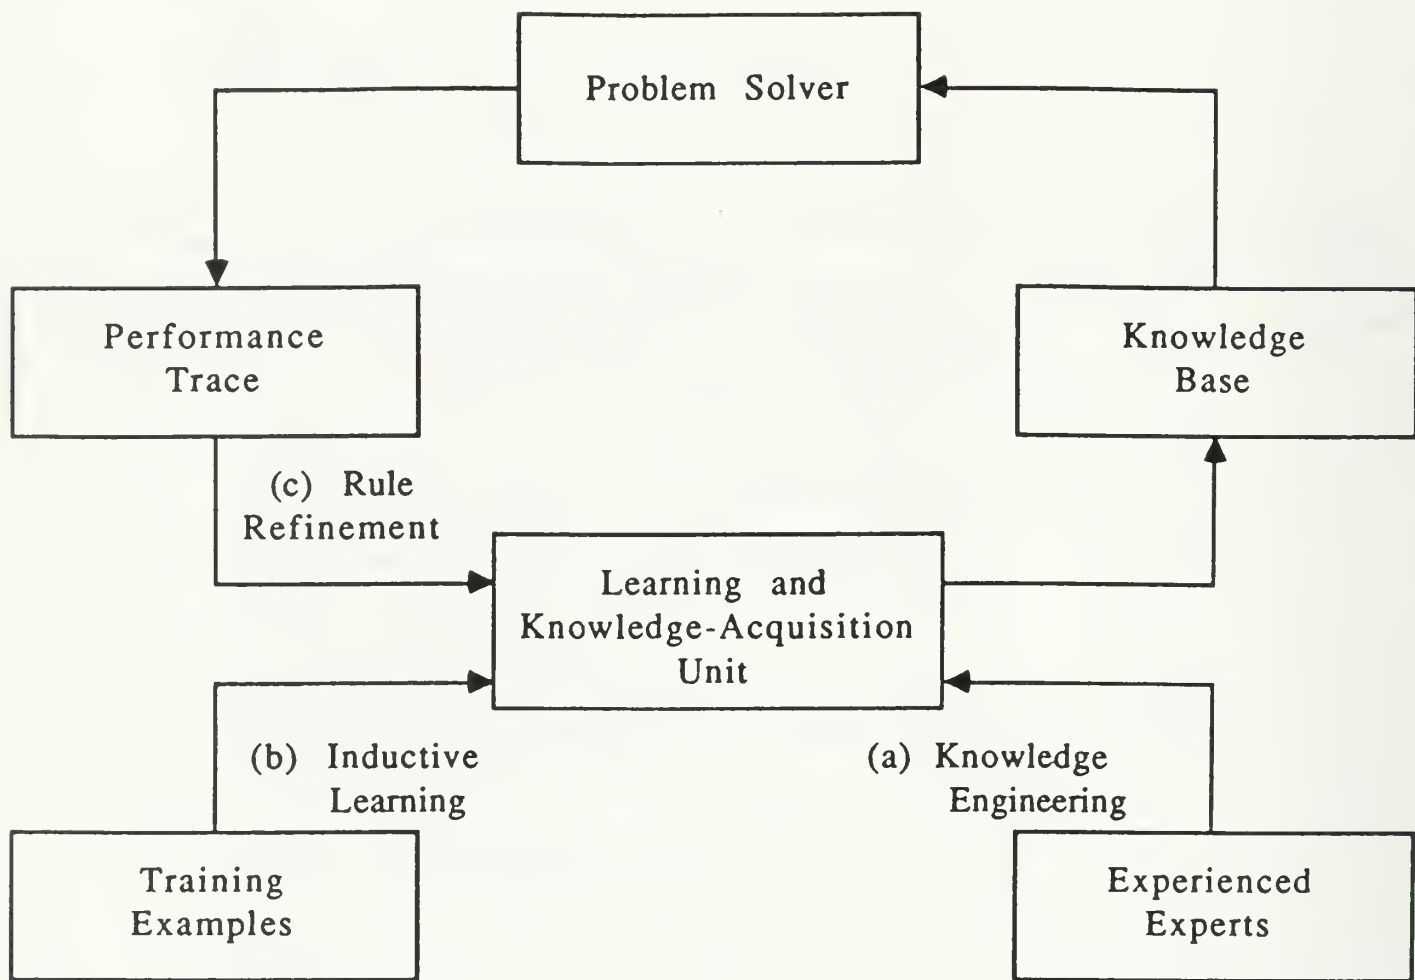 Problem Solver
Performance
Trace
Knowledge
Base
(c) Rule
Refinement
Learning and
Knowledge-Acquisition
Unit
(b) Inductive
Learning
(a) Knowledge
Engineering
Training
Examples
Experienced
Experts